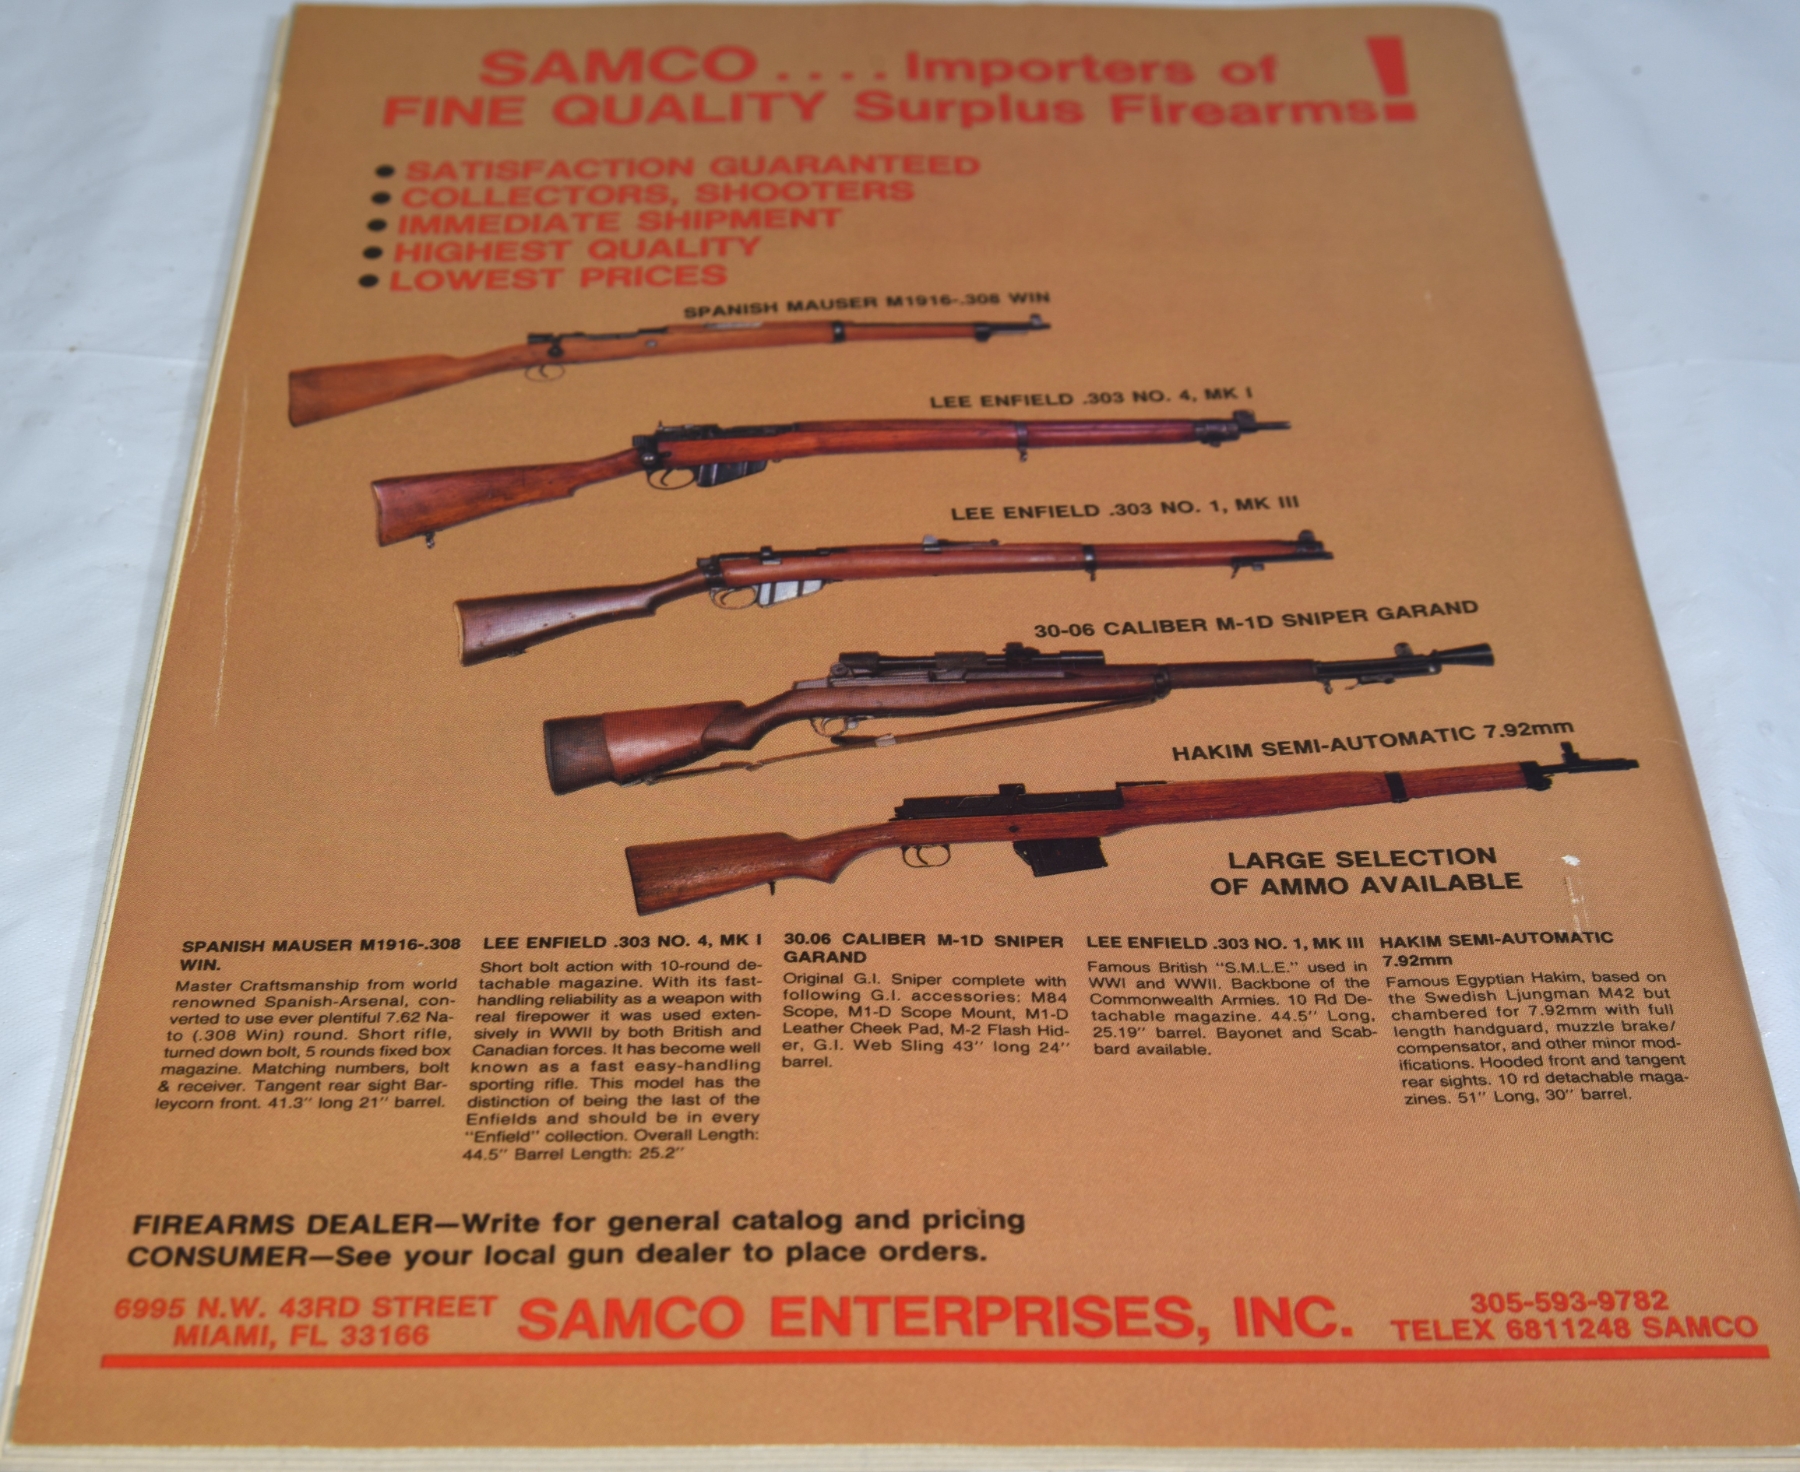 SAMCO .... Importers of
FINE QUALITY Surplus Firearms!
● SATISFACTION GUARANTEED
● COLLECTORS, SHOOTERS
● IMMEDIATE SHIPMENT
● HIGHEST QUALITY
● LOWEST PRICES
SPANISH MAUSER M1916-.308 WIN
LEE ENFIELD .303 NO. 4, MK I
LEE ENFIELD .303 NO. 1, MK III
30-06 CALIBER M-1D SNIPER GARAND
HAKIM SEMI-AUTOMATIC 7.92mm
LARGE SELECTION
OF AMMO AVAILABLE
SPANISH MAUSER M1916-.308
WIN.
Master Craftsmanship from world
renowned Spanish-Arsenal, con-
verted to use ever plentiful 7.62 Na-
to (.308 Win) round. Short rifle,
turned down bolt, 5 rounds fixed box
magazine. Matching numbers, bolt
& receiver. Tangent rear sight Bar-
leycorn front. 41.3" long 21" barrel.
LEE ENFIELD .303 NO. 4, MK I
Short bolt action with 10-round de-
tachable magazine. With its fast-
handling reliability as a weapon with
real firepower it was used exten-
sively in WWII by both British and
Canadian forces. It has become well
known as a fast easy-handling
sporting rifle. This model has the
distinction of being the last of the
Enfields and should be in every
"Enfield" collection. Overall Length:
44.5" Barrel Length: 25.2"
30.06 CALIBER M-1D SNIPER
GARAND
Original G.I. Sniper complete with
following G.I. accessories: M84
Scope, M1-D Scope Mount, M1-D
Leather Cheek Pad, M-2 Flash Hid-
er, G.I. Web Sling 43" long 24"
barrel.
LEE ENFIELD .303 NO. 1, MK III
Famous British "S.M.L.E." used in
WWI and WWII. Backbone of the
Commonwealth Armies. 10 Rd De-
tachable magazine. 44.5" Long,
25.19" barrel. Bayonet and Scab-
bard available.
HAKIM SEMI-AUTOMATIC
7.92mm
Famous Egyptian Hakim, based on
the Swedish Ljungman M42 but
chambered for 7.92mm with full
length handguard, muzzle brake/
compensator, and other minor mod-
ifications. Hooded front and tangent
rear sights. 10 rd detachable maga-
zines. 51" Long, 30" barrel.
FIREARMS DEALER—Write for general catalog and pricing
CONSUMER—See your local gun dealer to place orders.
6995 N.W. 43RD STREET
MIAMI, FL 33166
SAMCO ENTERPRISES, INC.
305-593-9782
TELEX 6811248 SAMCO